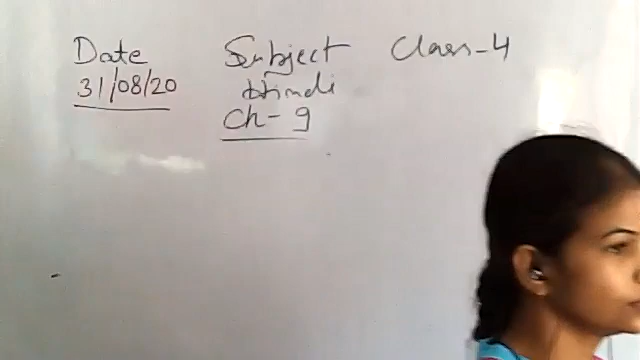 Date Subject Class-4
31/08/20 Hindi
Ch- 9